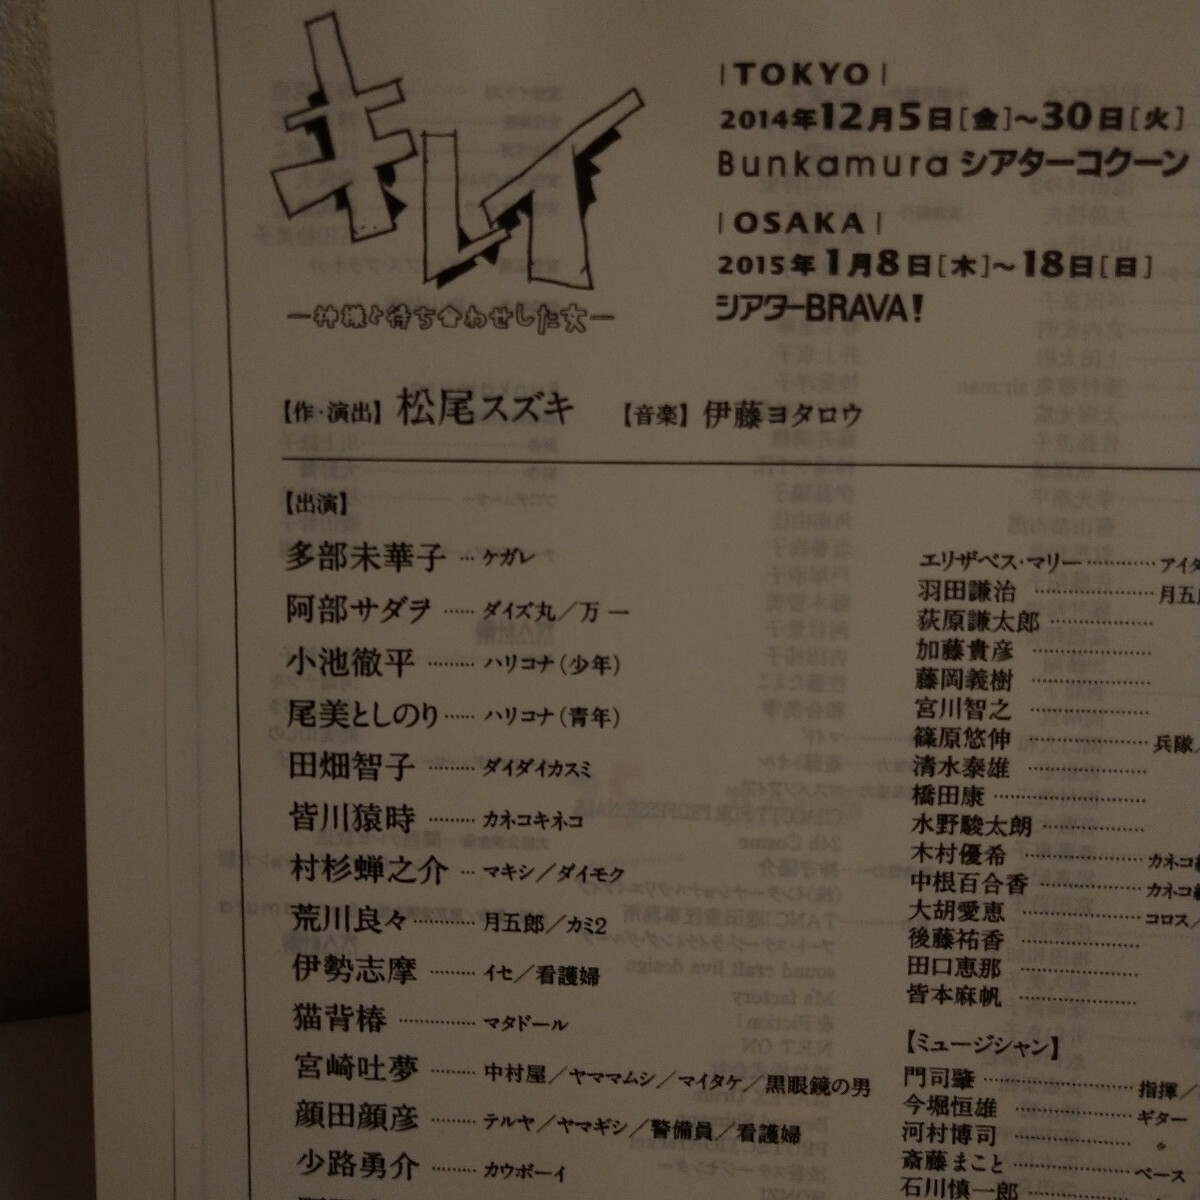 キレイ
―神様と待ち合わせした女―
| TOKYO |
2014年12月5日[金]～30日[火]
Bunkamura シアターコクーン
| OSAKA |
2015年1月8日[木]～18日[日]
シアターBRAVA!
【作・演出】松尾スズキ 【音楽】伊藤ヨタロウ
【出演】
多部未華子 … ケガレ
阿部サダヲ …… ダイズ丸／万一
小池徹平 ……… ハリコナ（少年）
尾美としのり …… ハリコナ（青年）
田畑智子 ……… ダイダイカスミ
皆川猿時 ……… カネコキネコ
村杉蝉之介 … マキシ／ダイモク
荒川良々 ……… 月五郎／カミ2
伊勢志摩 ……… イセ／看護婦
猫背椿 ………… マタドール
宮崎吐夢 ……… 中村屋／ヤママムシ／マイタケ／黒眼鏡の男
顔田顔彦 ……… テルヤ／ヤマギシ／警備員／看護婦
少路勇介 ……… カウボーイ
エリザベス・マリー ………… アイ
羽田謙治 ………………… 月五
荻原謙太郎 ………………
加藤貴彦 …………………
藤岡義樹 …………………
宮川智之 …………………
篠原悠伸 ………………… 兵隊／
清水泰雄 …………………
橋田康 ………………………
水野駿太朗 ………………
木村優希 ………………… カネコ
中根百合香 ……………… カネコ
大胡愛恵 ………………… コロス／
後藤祐香 …………………
田口恵那 …………………
皆本麻帆 …………………
【ミュージシャン】
門司肇 ……………………… 指揮／
今堀恒雄 ………………… ギター
河村博司 …………………
斎藤まこと ……………… ベース
石川慎一郎 ………………